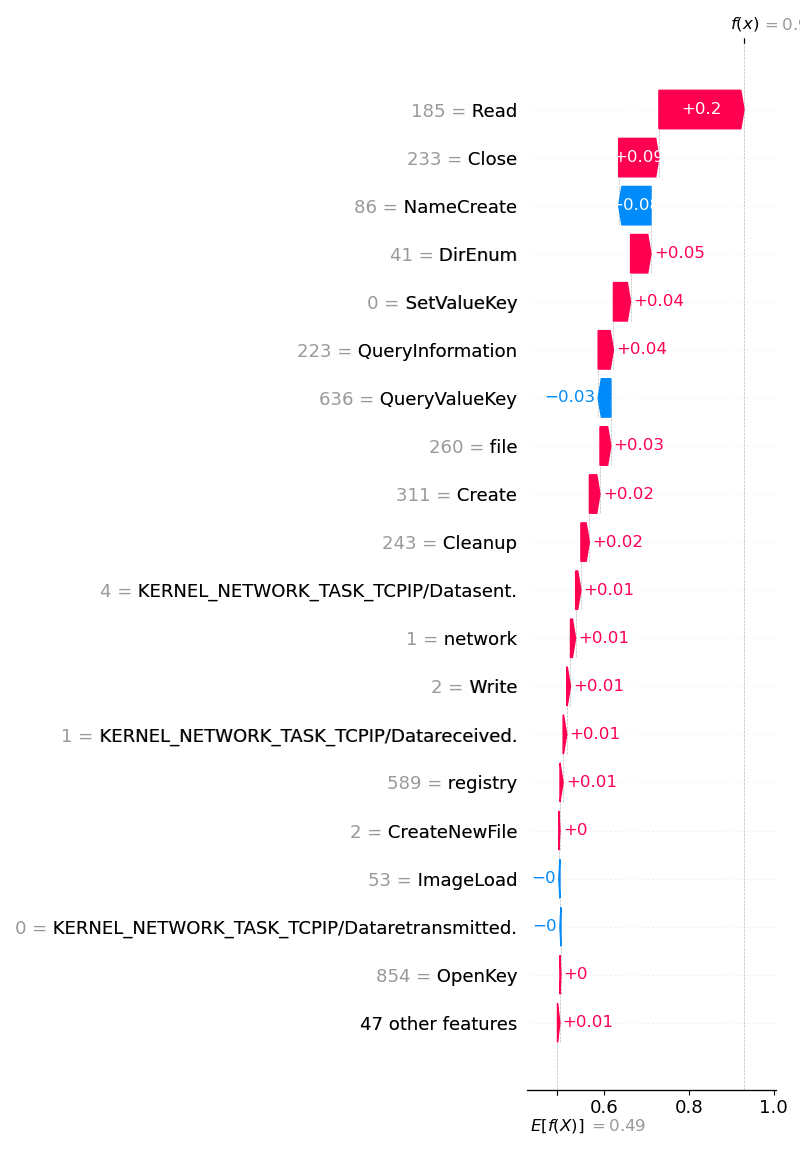 f(x) = 0.9
185 = Read +0.2
233 = Close +0.09
86 = NameCreate −0.08
41 = DirEnum +0.05
0 = SetValueKey +0.04
223 = QueryInformation +0.04
636 = QueryValueKey −0.03
260 = file +0.03
311 = Create +0.02
243 = Cleanup +0.02
4 = KERNEL_NETWORK_TASK_TCPIP/Datasent. +0.01
1 = network +0.01
2 = Write +0.01
1 = KERNEL_NETWORK_TASK_TCPIP/Datareceived. +0.01
589 = registry +0.01
2 = CreateNewFile +0
53 = ImageLoad −0
0 = KERNEL_NETWORK_TASK_TCPIP/Dataretransmitted. −0
854 = OpenKey +0
47 other features +0.01
0.6 0.8 1.0
E[f(X)] = 0.49